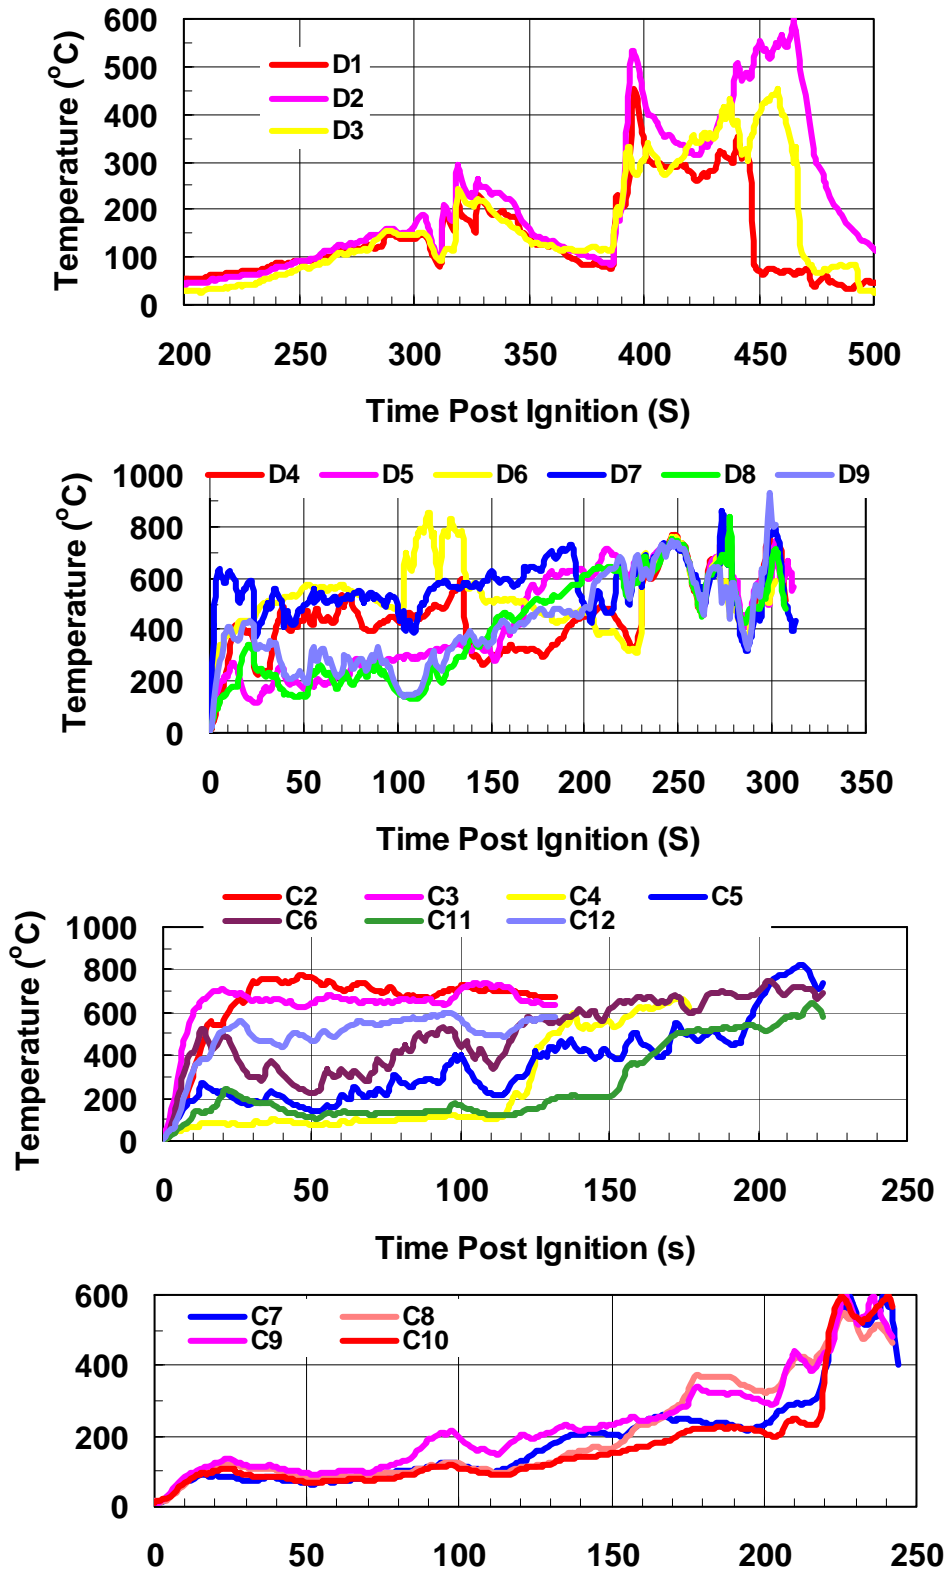 600
500
400
300
200
100
0
Temperature (°C)
D1
D2
D3
200 250 300 350 400 450 500
Time Post Ignition (S)
D4 D5 D6 D7 D8 D9
1000
800
600
400
200
0
Temperature (°C)
0 50 100 150 200 250 300 350
Time Post Ignition (S)
C2 C3 C4 C5
C6 C11 C12
1000
800
600
400
200
0
Temperature (°C)
0 50 100 150 200 250
Time Post Ignition (s)
600
400
200
0
C7 C8
C9 C10
0 50 100 150 200 250